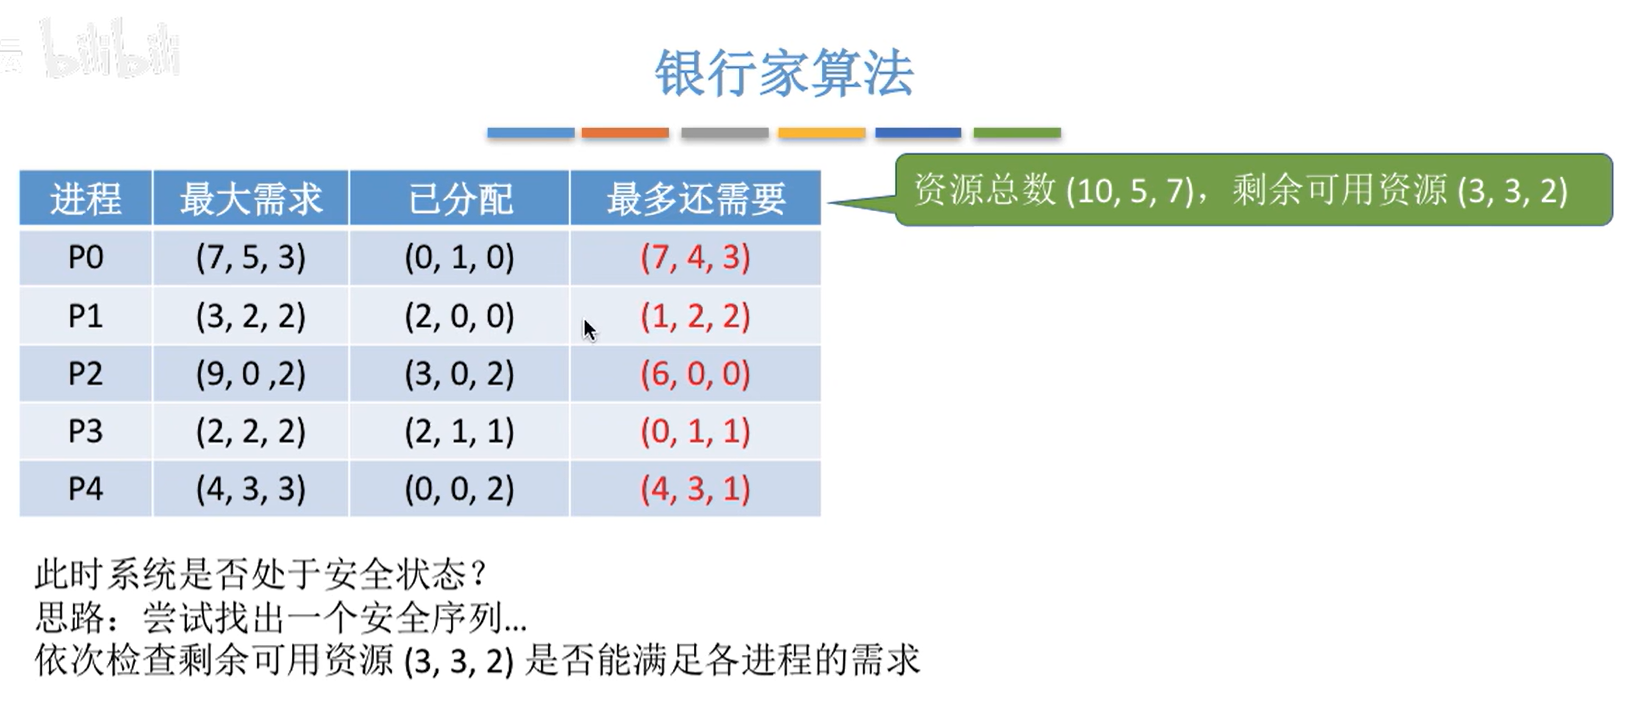 bilibili
银行家算法
资源总数 (10, 5, 7)，剩余可用资源 (3, 3, 2)
进程 最大需求 已分配 最多还需要
P0 (7, 5, 3) (0, 1, 0) (7, 4, 3)
P1 (3, 2, 2) (2, 0, 0) (1, 2, 2)
P2 (9, 0 ,2) (3, 0, 2) (6, 0, 0)
P3 (2, 2, 2) (2, 1, 1) (0, 1, 1)
P4 (4, 3, 3) (0, 0, 2) (4, 3, 1)
此时系统是否处于安全状态？
思路：尝试找出一个安全序列...
依次检查剩余可用资源 (3, 3, 2) 是否能满足各进程的需求